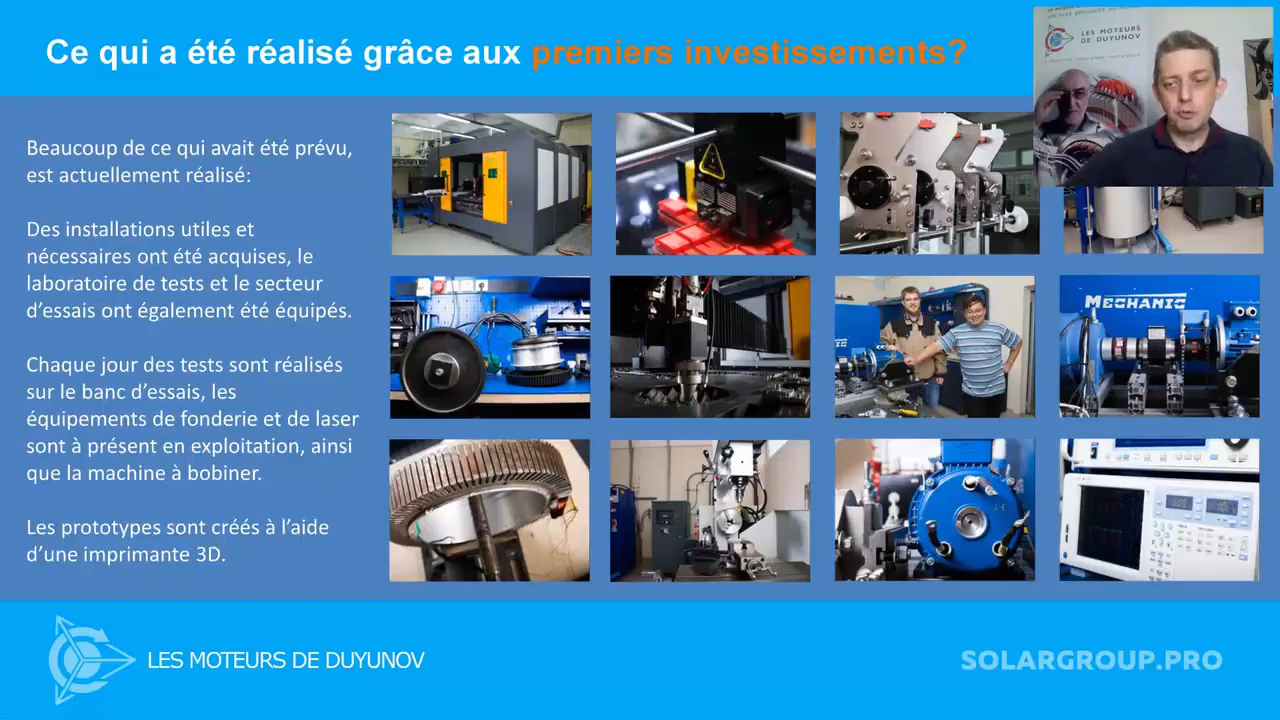 Ce qui a été réalisé grâce aux premiers investissements?
LES MOTEURS
DE DUYUNOV
Beaucoup de ce qui avait été prévu,
est actuellement réalisé:
Des installations utiles et
nécessaires ont été acquises, le
laboratoire de tests et le secteur
d’essais ont également été équipés.
Chaque jour des tests sont réalisés
sur le banc d’essais, les
équipements de fonderie et de laser
sont à présent en exploitation, ainsi
que la machine à bobiner.
Les prototypes sont créés à l’aide
d’une imprimante 3D.
MECHANIC
LES MOTEURS DE DUYUNOV
SOLARGROUP.PRO